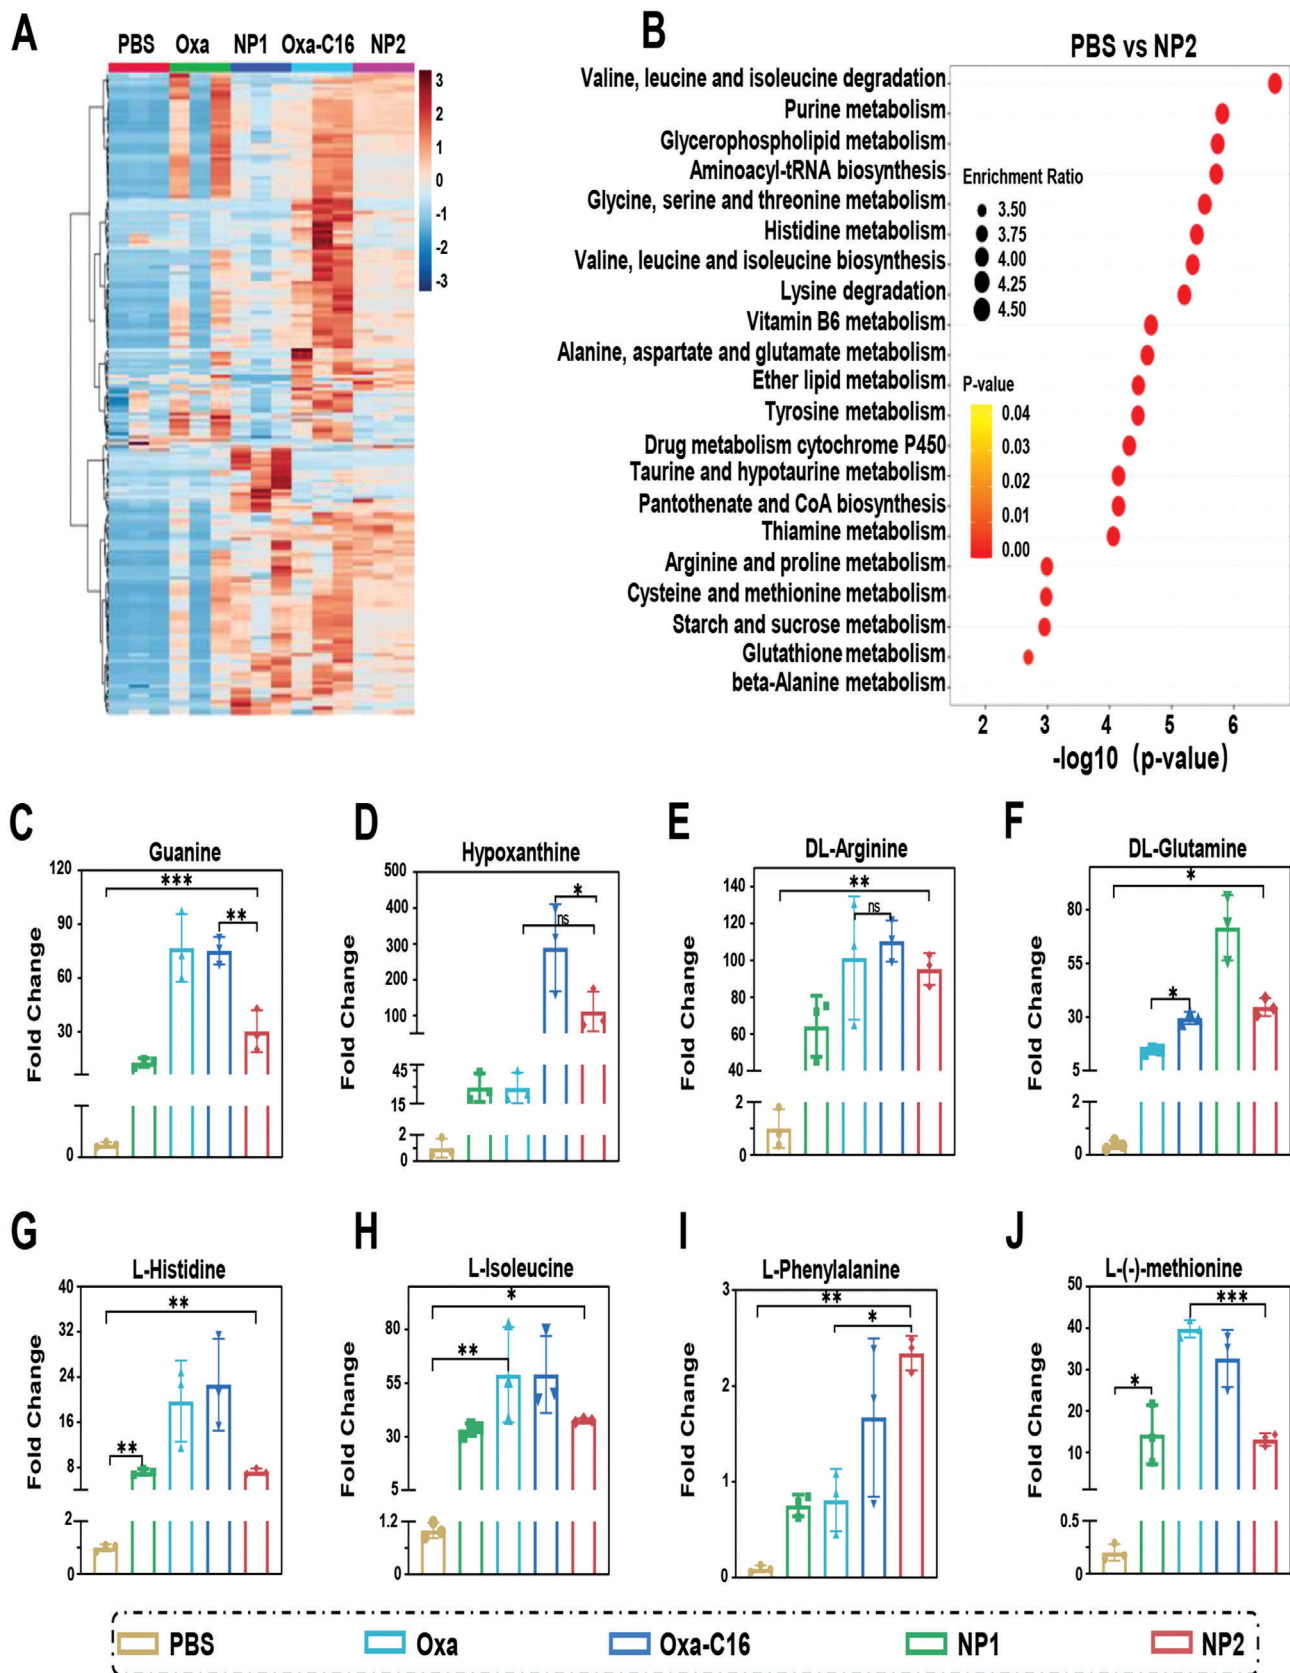 A
PBS Oxa NP1 Oxa-C16 NP2
3
2
1
0
-1
-2
-3
B
PBS vs NP2
Valine, leucine and isoleucine degradation
Purine metabolism
Glycerophospholipid metabolism
Aminoacyl-tRNA biosynthesis
Glycine, serine and threonine metabolism
Histidine metabolism
Valine, leucine and isoleucine biosynthesis
Lysine degradation
Vitamin B6 metabolism
Alanine, aspartate and glutamate metabolism
Ether lipid metabolism
Tyrosine metabolism
Drug metabolism cytochrome P450
Taurine and hypotaurine metabolism
Pantothenate and CoA biosynthesis
Thiamine metabolism
Arginine and proline metabolism
Cysteine and methionine metabolism
Starch and sucrose metabolism
Glutathione metabolism
beta-Alanine metabolism
Enrichment Ratio
3.50
3.75
4.00
4.25
4.50
P-value
0.04
0.03
0.02
0.01
0.00
2 3 4 5 6
-log10 (p-value)
C
Guanine
Fold Change
120
90
60
30
0
***
**
D
Hypoxanthine
Fold Change
500
400
300
200
100
45
15
2
1
0
*
ns
E
DL-Arginine
Fold Change
140
120
100
80
60
40
2
0
**
ns
F
DL-Glutamine
Fold Change
80
55
30
5
2
0
*
*
G
L-Histidine
Fold Change
40
32
24
16
8
2
0
**
**
H
L-Isoleucine
Fold Change
80
55
30
5
1.2
0
*
**
I
L-Phenylalanine
Fold Change
3
2
1
0
**
*
J
L-(-)-methionine
Fold Change
50
40
30
20
10
0.5
0
***
*
PBS Oxa Oxa-C16 NP1 NP2